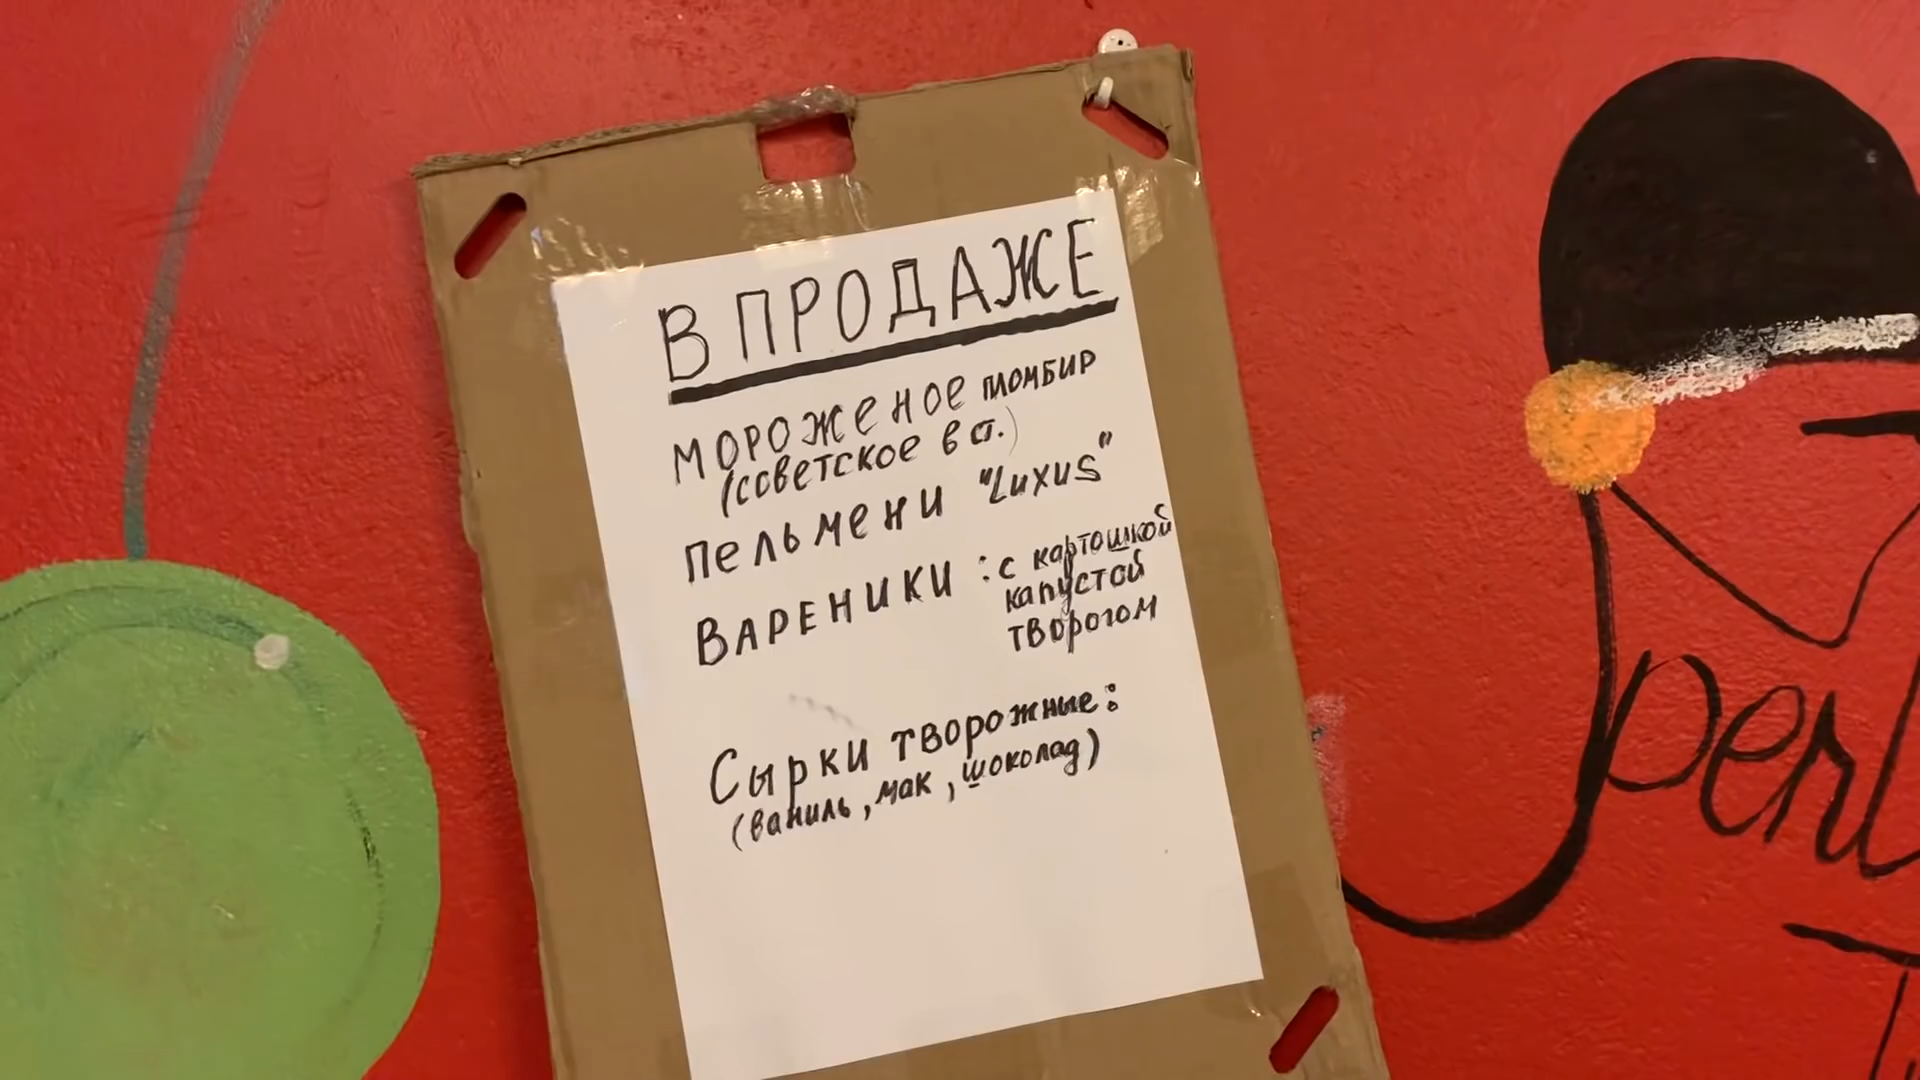 В ПРОДАЖЕ
МОРОЖЕНОЕ ПЛОМБИР
(советское в ст.)
ПЕЛЬМЕНИ "Luxus"
ВАРЕНИКИ : с картошкой
капустой
творогом
Сырки творожные:
(ваниль, мак, шоколад)